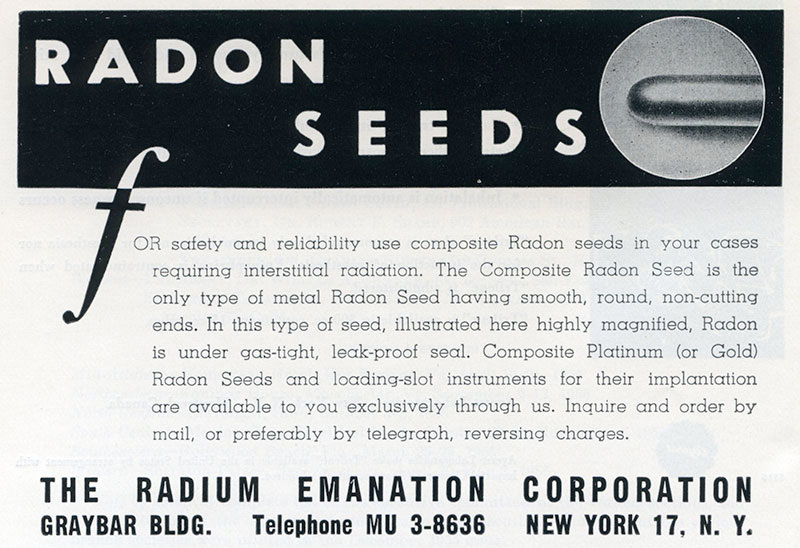 RADON
SEEDS
fOR safety and reliability use composite Radon seeds in your cases
requiring interstitial radiation. The Composite Radon Seed is the
only type of metal Radon Seed having smooth, round, non-cutting
ends. In this type of seed, illustrated here highly magnified, Radon
is under gas-tight, leak-proof seal. Composite Platinum (or Gold)
Radon Seeds and loading-slot instruments for their implantation
are available to you exclusively through us. Inquire and order by
mail, or preferably by telegraph, reversing charges.
THE RADIUM EMANATION CORPORATION
GRAYBAR BLDG. Telephone MU 3-8636 NEW YORK 17, N. Y.